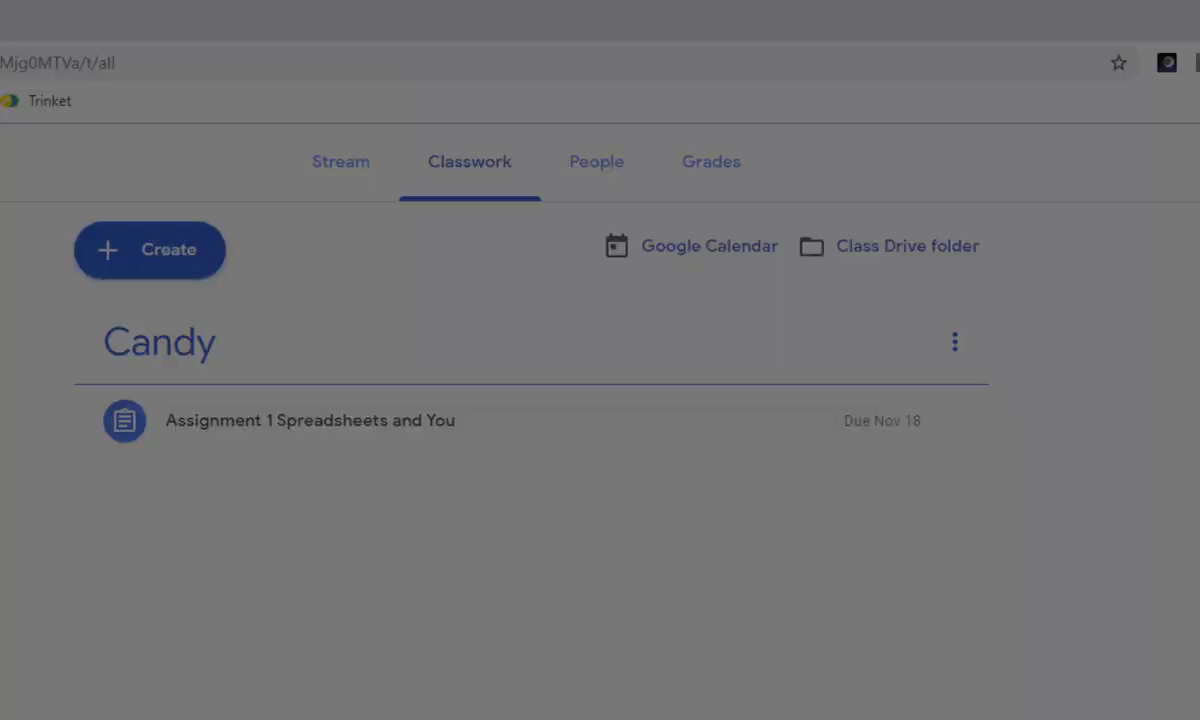 Mjg0MTVa/t/all
Trinket
Stream Classwork People Grades
Create Google Calendar Class Drive folder
Candy
Assignment 1 Spreadsheets and You Due Nov 18